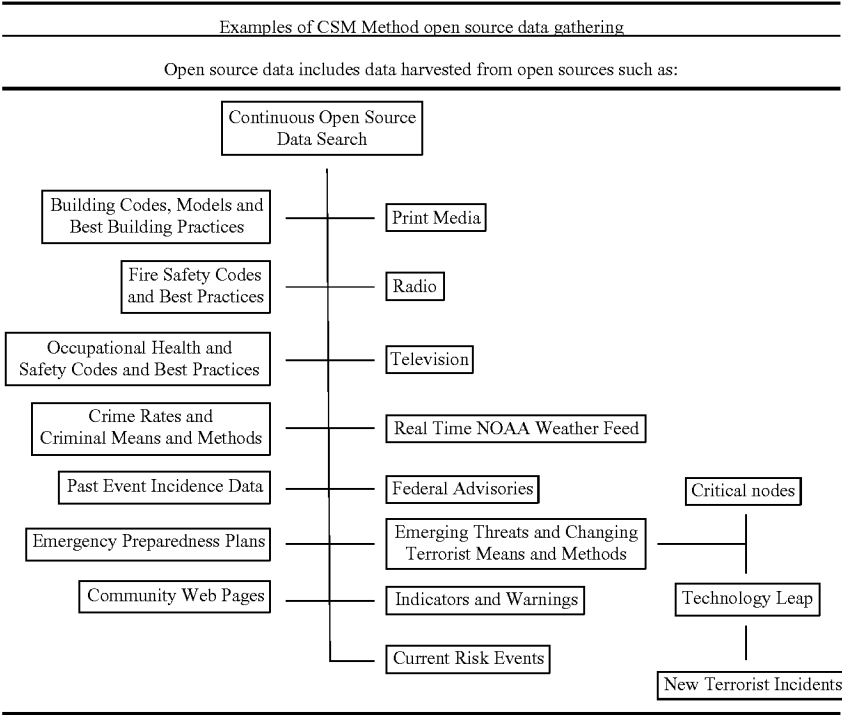 Examples of CSM Method open source data gathering
Open source data includes data harvested from open sources such as:
Continuous Open Source
Data Search
Building Codes, Models and
Best Building Practices
Print Media
Fire Safety Codes
and Best Practices
Radio
Occupational Health and
Safety Codes and Best Practices
Television
Crime Rates and
Criminal Means and Methods
Real Time NOAA Weather Feed
Past Event Incidence Data
Federal Advisories
Critical nodes
Emergency Preparedness Plans
Emerging Threats and Changing
Terrorist Means and Methods
Community Web Pages
Indicators and Warnings
Technology Leap
Current Risk Events
New Terrorist Incidents